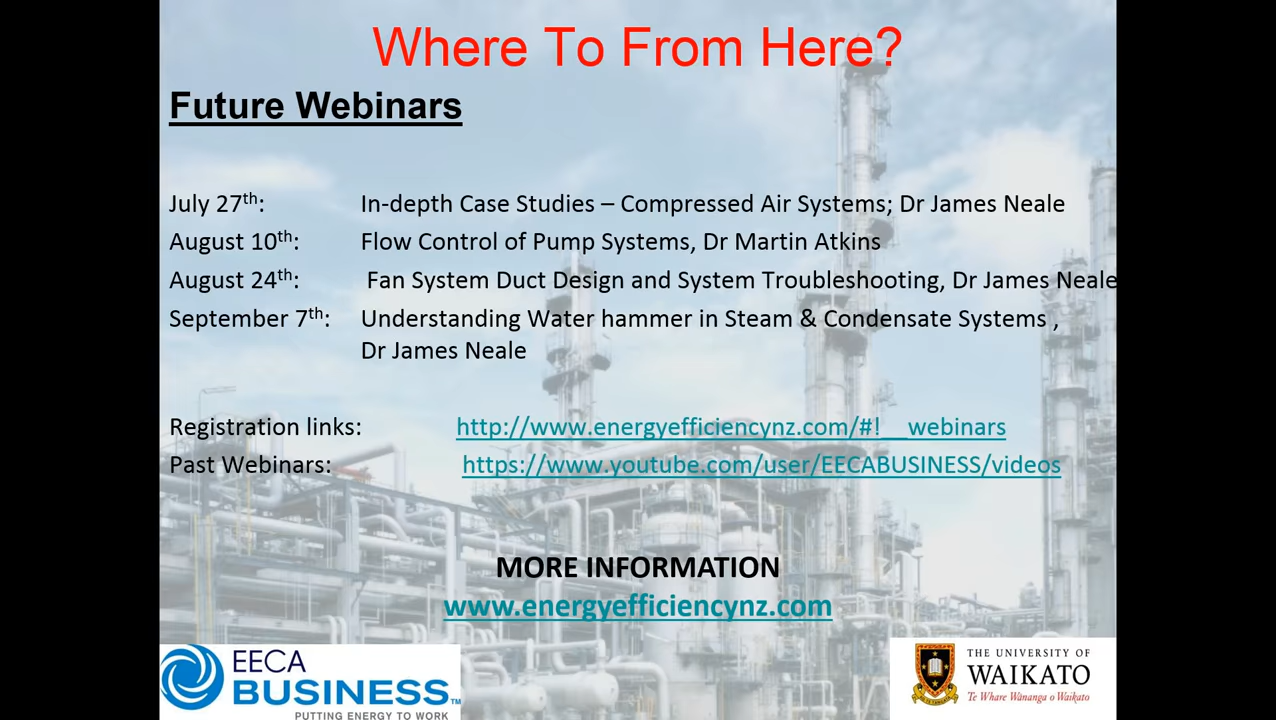 Where To From Here?
Future Webinars
July 27th: In-depth Case Studies – Compressed Air Systems; Dr James Neale
August 10th: Flow Control of Pump Systems, Dr Martin Atkins
August 24th: Fan System Duct Design and System Troubleshooting, Dr James Neale
September 7th: Understanding Water hammer in Steam & Condensate Systems ,
Dr James Neale
Registration links: http://www.energyefficiencynz.com/#!__webinars
Past Webinars: https://www.youtube.com/user/EECABUSINESS/videos
MORE INFORMATION
www.energyefficiencynz.com
EECA
BUSINESS™
PUTTING ENERGY TO WORK
THE UNIVERSITY OF
WAIKATO
Te Whare Wānanga o Waikato